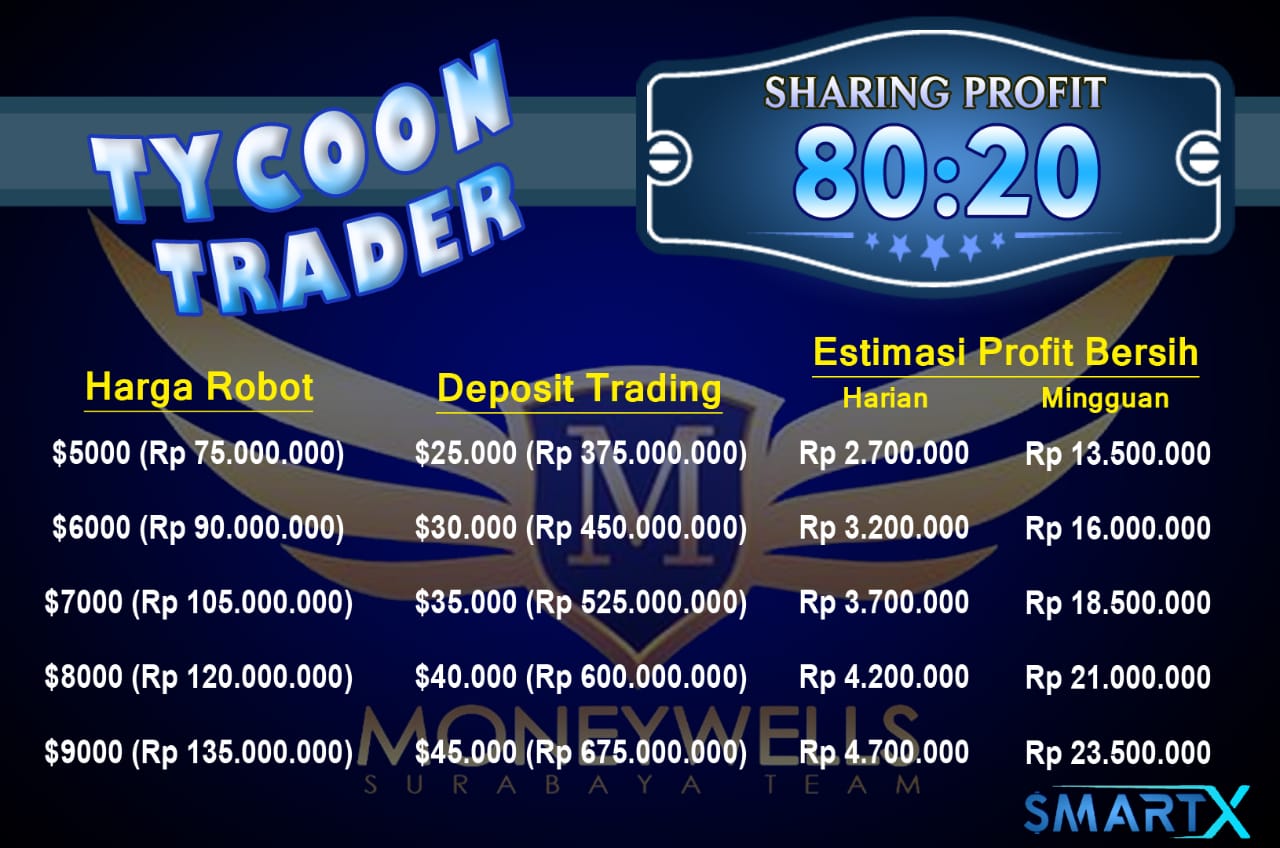 TYCOON
TRADER
SHARING PROFIT
80:20
Harga Robot
Deposit Trading
Estimasi Profit Bersih
Harian Mingguan
$5000 (Rp 75.000.000) $25.000 (Rp 375.000.000) Rp 2.700.000 Rp 13.500.000
$6000 (Rp 90.000.000) $30.000 (Rp 450.000.000) Rp 3.200.000 Rp 16.000.000
$7000 (Rp 105.000.000) $35.000 (Rp 525.000.000) Rp 3.700.000 Rp 18.500.000
$8000 (Rp 120.000.000) $40.000 (Rp 600.000.000) Rp 4.200.000 Rp 21.000.000
$9000 (Rp 135.000.000) $45.000 (Rp 675.000.000) Rp 4.700.000 Rp 23.500.000
M
MONEYWELLS
SURABAYA TEAM
$MARTX